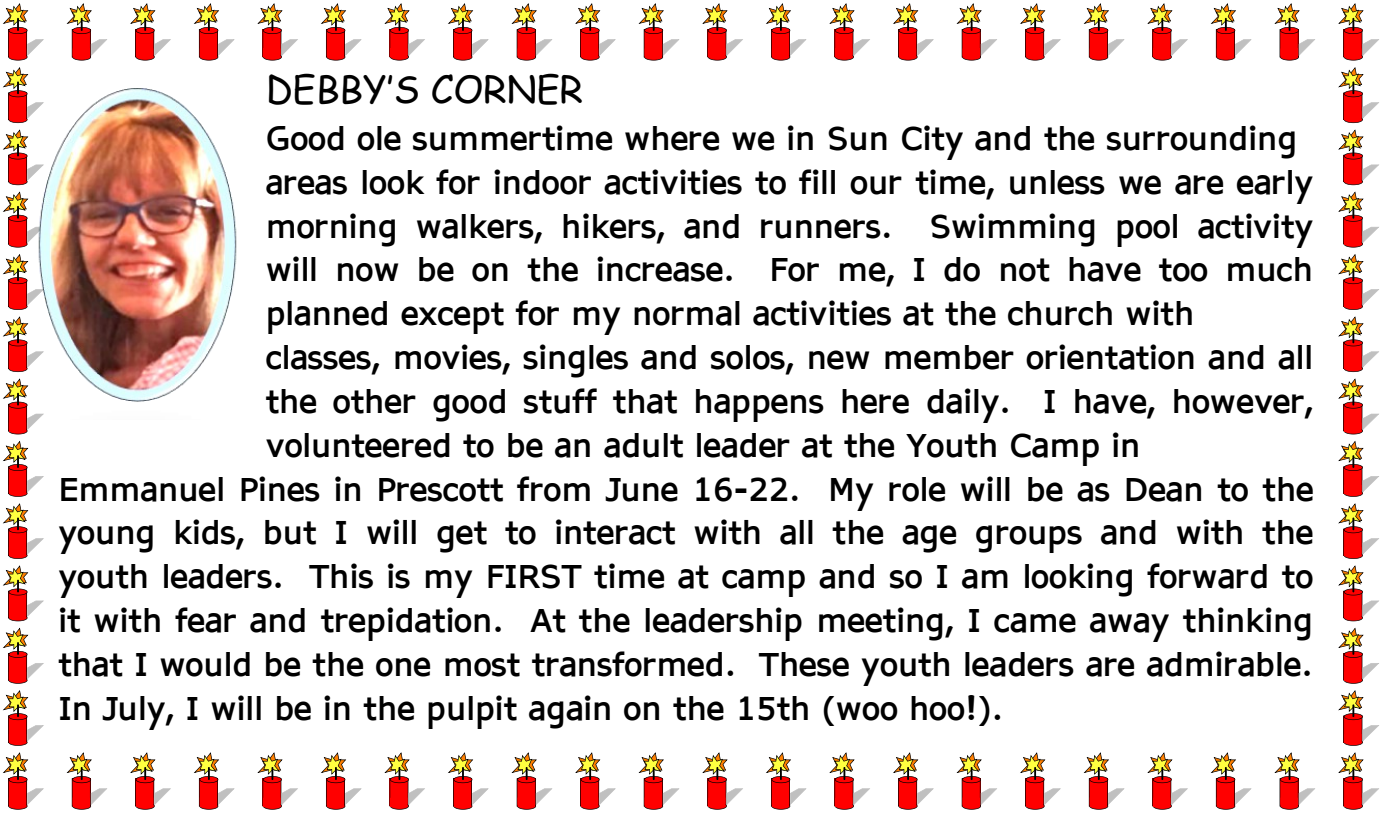 DEBBY'S CORNER
Good ole summertime where we in Sun City and the surrounding
areas look for indoor activities to fill our time, unless we are early
morning walkers, hikers, and runners. Swimming pool activity
will now be on the increase. For me, I do not have too much
planned except for my normal activities at the church with
classes, movies, singles and solos, new member orientation and all
the other good stuff that happens here daily. I have, however,
volunteered to be an adult leader at the Youth Camp in
Emmanuel Pines in Prescott from June 16-22. My role will be as Dean to the
young kids, but I will get to interact with all the age groups and with the
youth leaders. This is my FIRST time at camp and so I am looking forward to
it with fear and trepidation. At the leadership meeting, I came away thinking
that I would be the one most transformed. These youth leaders are admirable.
In July, I will be in the pulpit again on the 15th (woo hoo!).